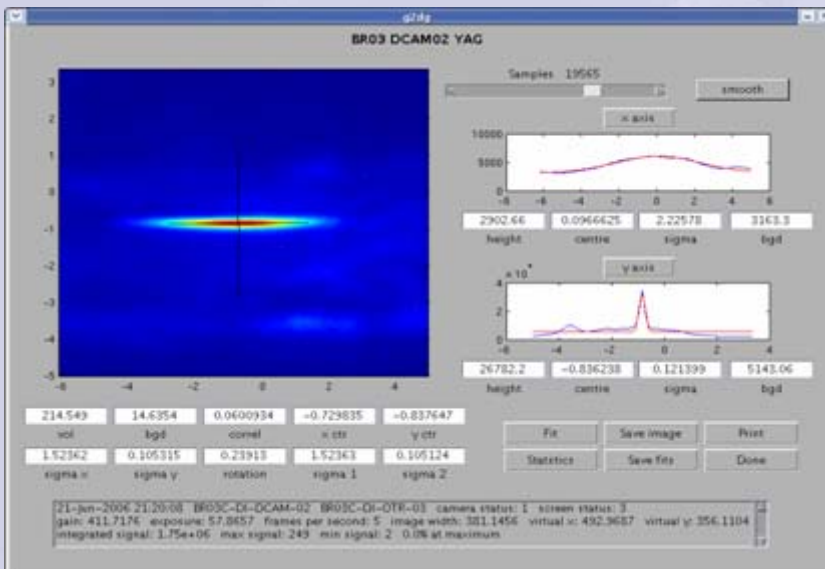 g2dg
BR03 DCAM02 YAG
Samples 19565
smooth
x axis
10000
5000
0
-8 -6 -4 -2 0 2 4 6
2902.66 0.0966625 2.22578 3163.3
height centre sigma bgd
y axis
× 10⁴
4
2
0
-6 -4 -2 0 2 4
26782.2 -0.836238 0.121399 5143.06
height centre sigma bgd
3
2
1
0
-1
-2
-3
-4
-5
-6 -4 -2 0 2 4
214.549 14.6354 0.0600934 -0.729835 -0.837647
vol bgd correl x ctr y ctr
1.52362 0.105315 0.23913 1.52363 0.105124
sigma x sigma y rotation sigma 1 sigma 2
Fit Save image Print
Statistics Save fits Done
21-Jun-2006 21:20:08 BR03C-DI-DCAM-02 BR03C-DI-OTR-03 camera status: 1 screen status: 3
gain: 411.7176 exposure: 57.8657 frames per second: 5 image width: 381.1456 virtual x: 492.9687 virtual y: 356.1104
integrated signal: 1.75e+06 max signal: 249 min signal: 2 0.0% at maximum